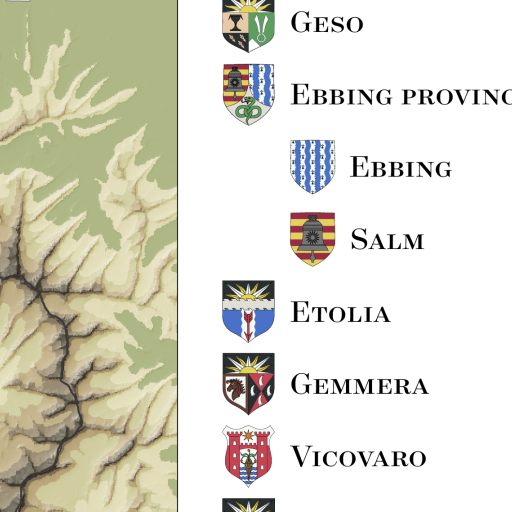 Geso
Ebbing provinc
Ebbing
Salm
Etolia
Gemmera
Vicovaro